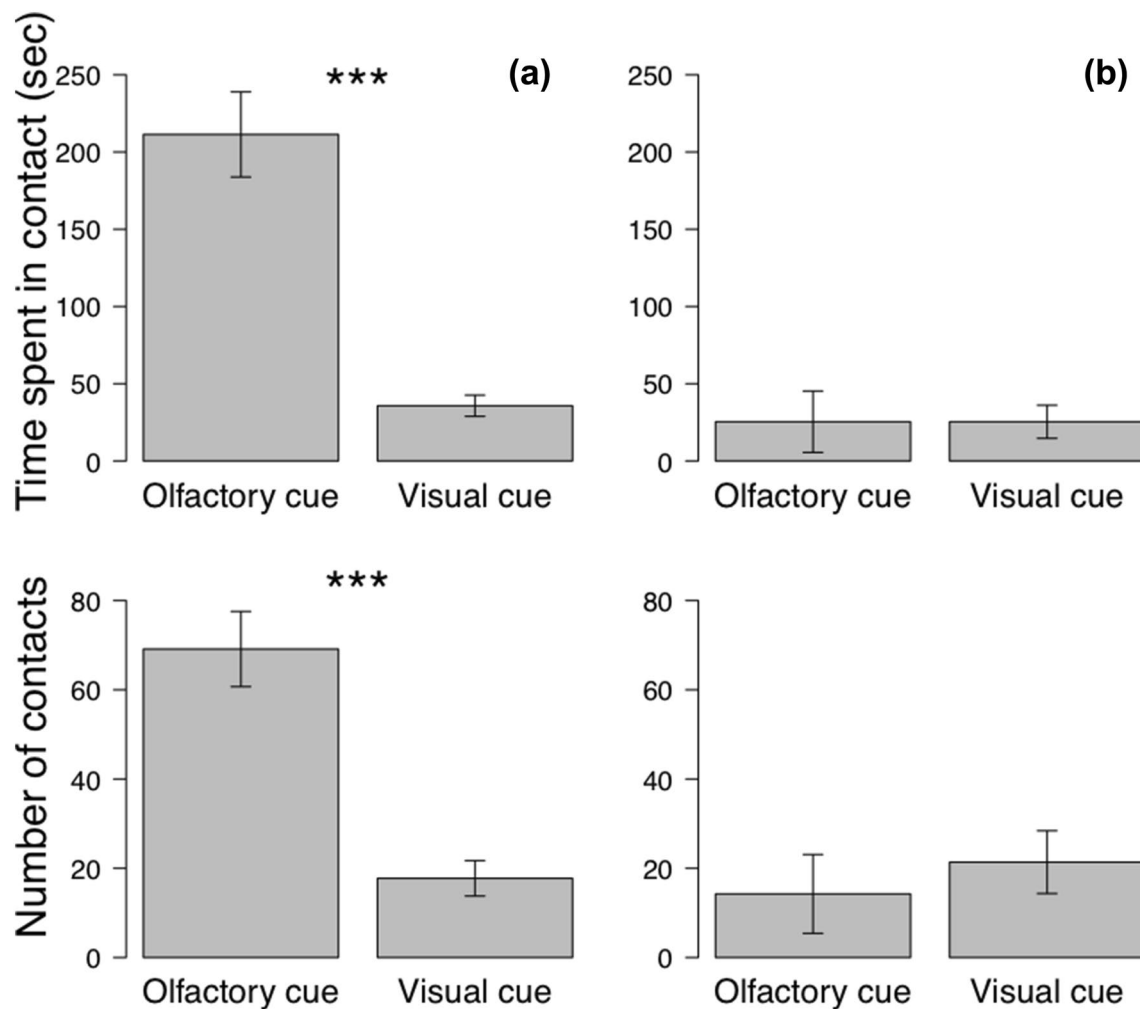 Time spent in contact (sec)
250
200
150
100
50
0
***
(a)
Olfactory cue
Visual cue
250
200
150
100
50
0
(b)
Olfactory cue
Visual cue
Number of contacts
80
60
40
20
0
***
Olfactory cue
Visual cue
80
60
40
20
0
Olfactory cue
Visual cue